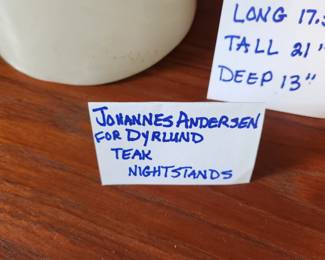 LONG 17.5
TALL 21"
DEEP 13"
JOHANNES ANDERSEN
FOR DYRLUND
TEAK
NIGHTSTANDS